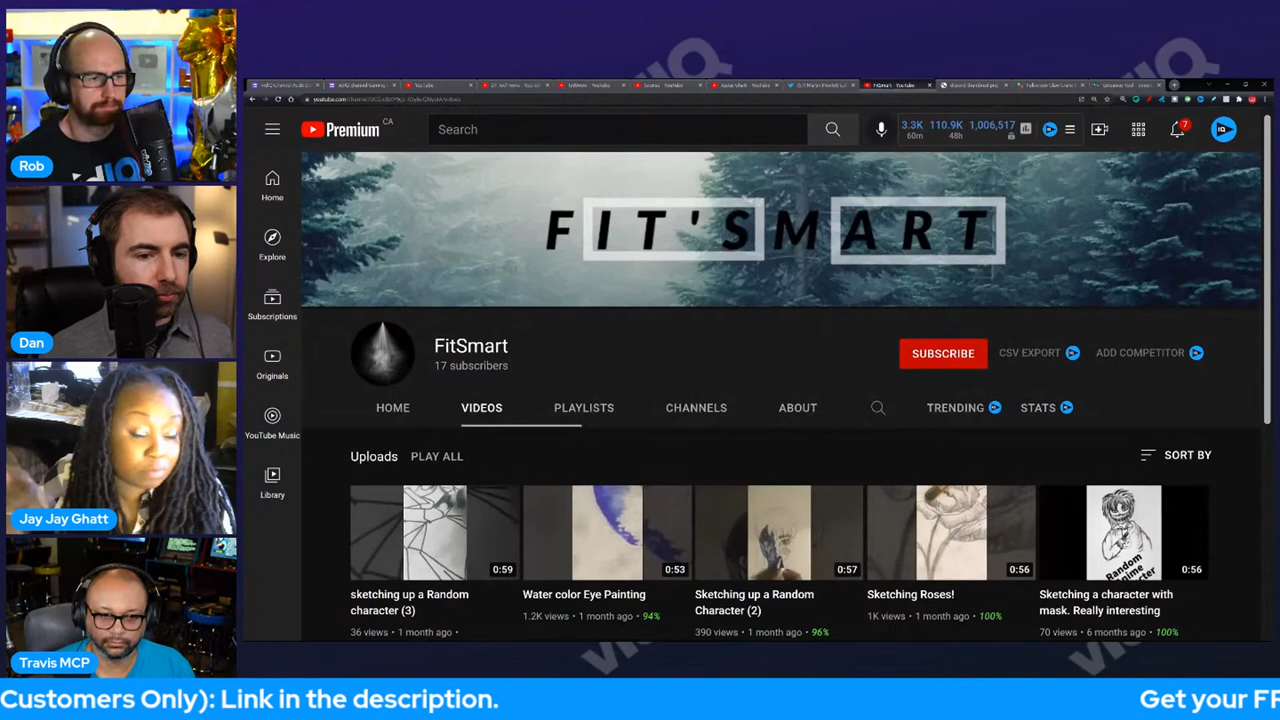 Rob
Dan
Jay Jay Ghatt
Travis MCP
vidIQ
Premium CA
Search
3.3K 110.9K 1,006,517
60m 48h
7
IQ
Home
Explore
Subscriptions
Originals
YouTube Music
Library
FIT'SMART
FitSmart
17 subscribers
SUBSCRIBE
CSV EXPORT
ADD COMPETITOR
HOME VIDEOS PLAYLISTS CHANNELS ABOUT TRENDING STATS
Uploads PLAY ALL
SORT BY
0:59 0:53 0:57 0:56 0:56
Random
sketching up a Random
character (3)
36 views • 1 month ago •
Water color Eye Painting
1.2K views • 1 month ago • 94%
Sketching up a Random
Character (2)
390 views • 1 month ago • 96%
Sketching Roses!
1K views • 1 month ago • 100%
Sketching a character with
mask. Really interesting
70 views • 6 months ago • 100%
vidIQ vidIQ
Customers Only): Link in the description.
Get your FR